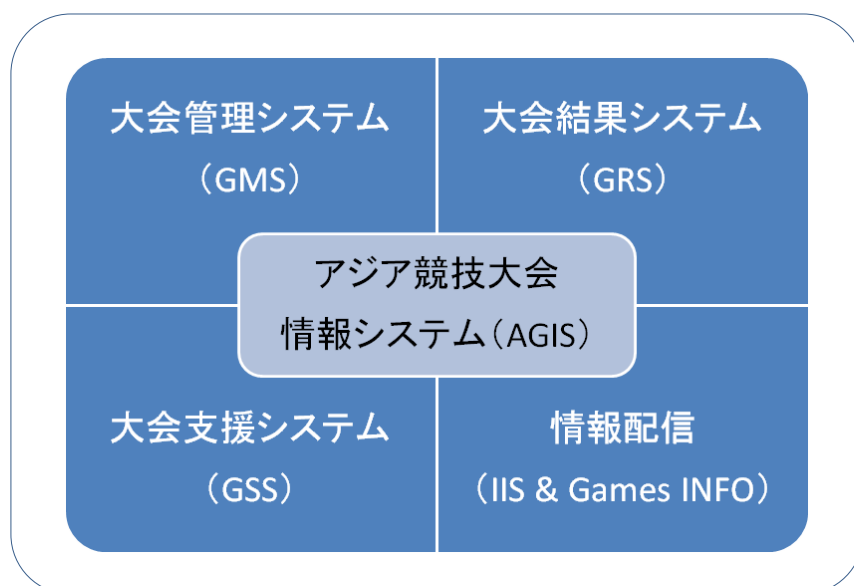 大会管理システム
（GMS）
大会結果システム
（GRS）
アジア競技大会
情報システム（AGIS）
大会支援システム
（GSS）
情報配信
（IIS & Games INFO）